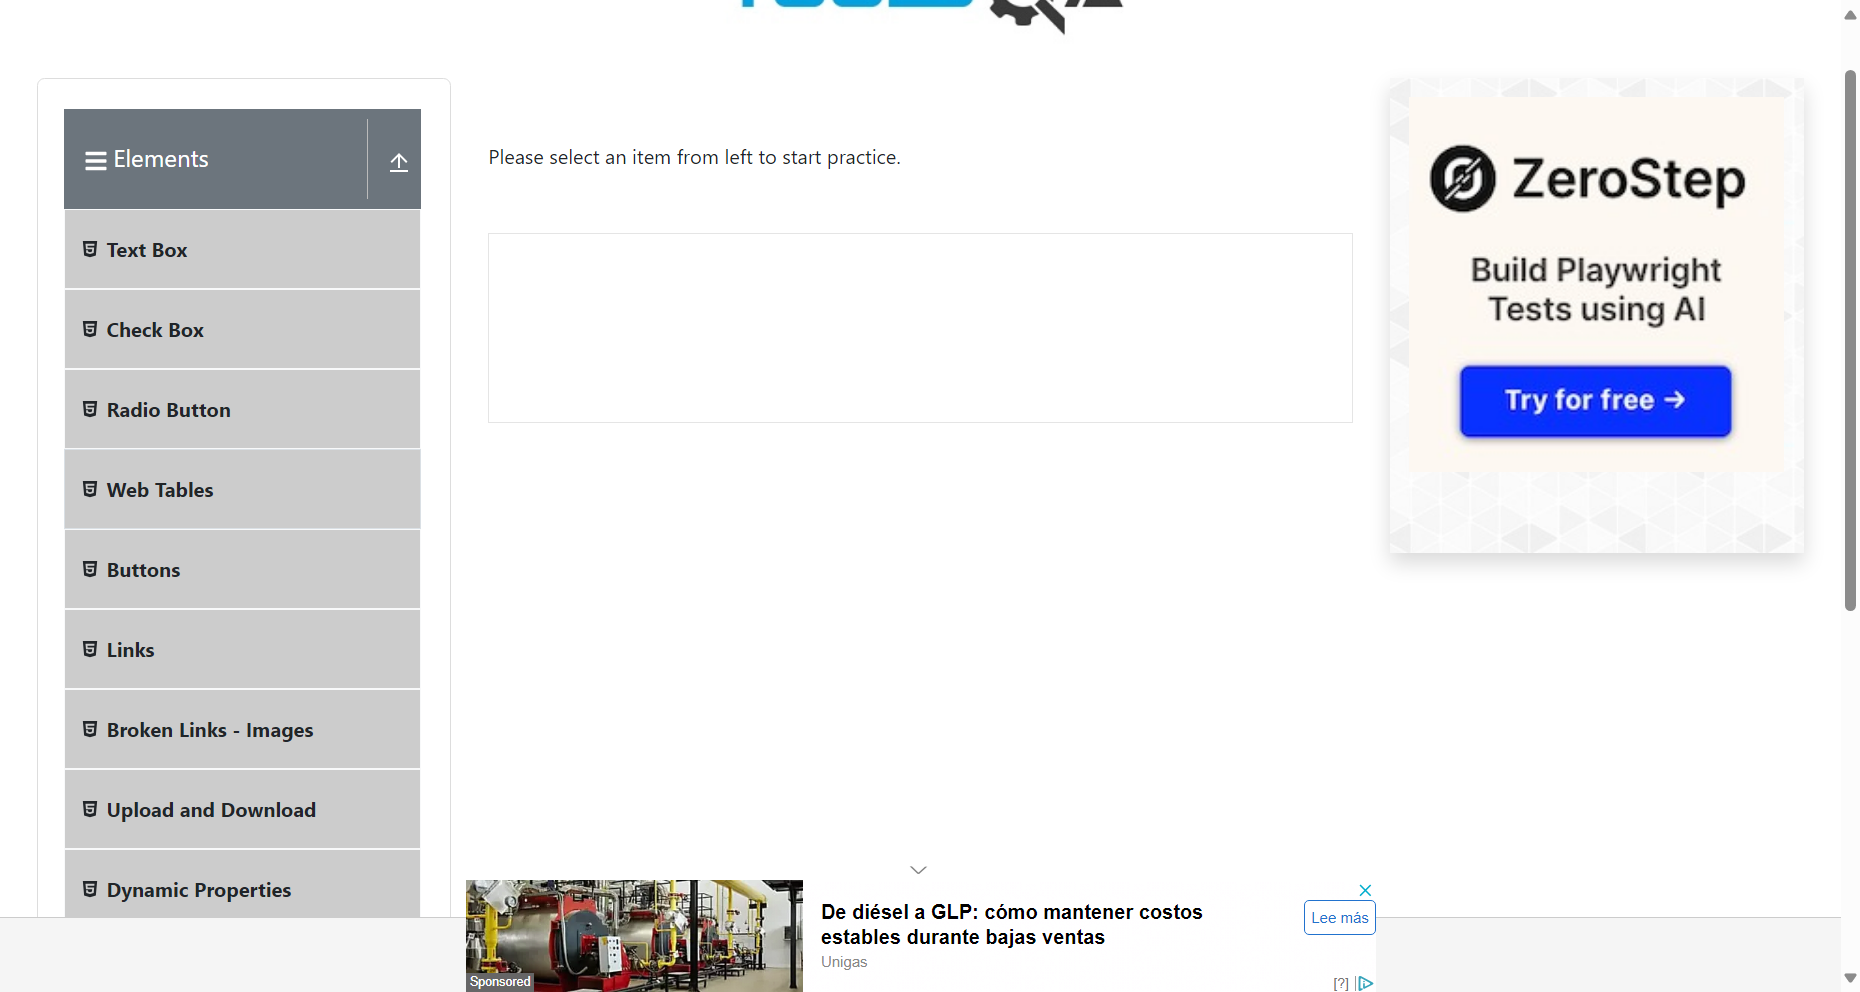 Elements
Text Box
Check Box
Radio Button
Web Tables
Buttons
Links
Broken Links - Images
Upload and Download
Dynamic Properties
Please select an item from left to start practice.
ZeroStep
Build Playwright
Tests using AI
Try for free →
De diésel a GLP: cómo mantener costos
estables durante bajas ventas
Unigas
Lee más
Sponsored
[?]